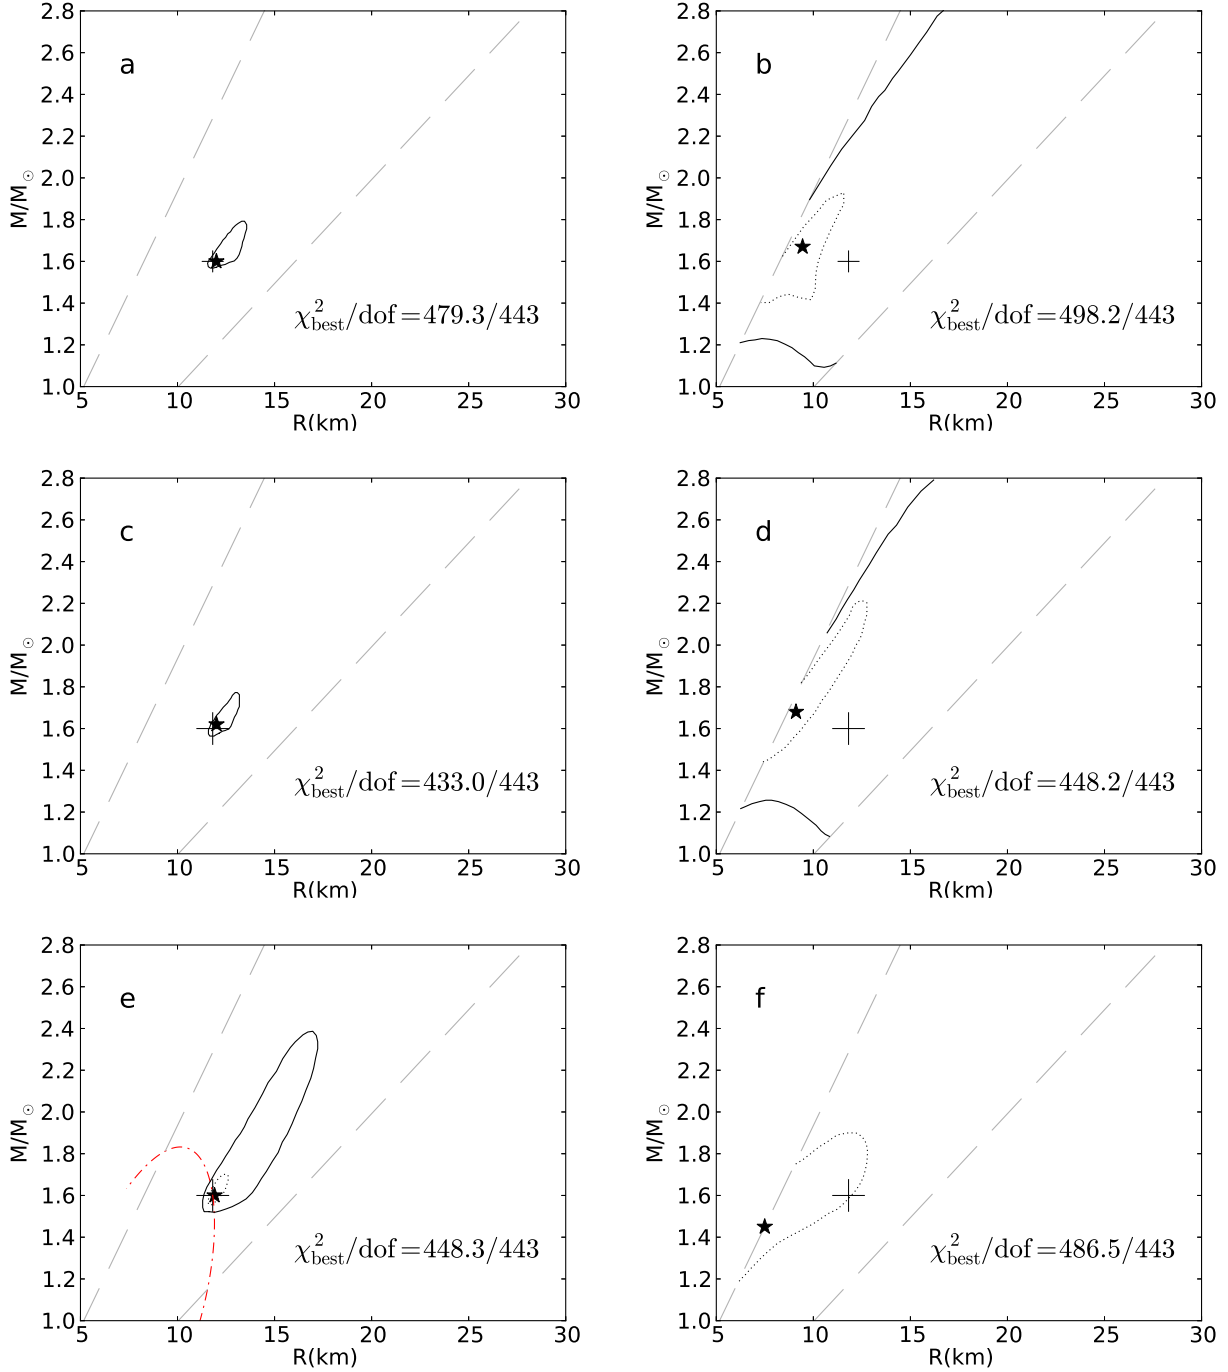 2.8
2.6
2.4
2.2
2.0
1.8
1.6
1.4
1.2
1.0
M/M☉
a
χ²best/dof=479.3/443
5 10 15 20 25 30
R(km)
2.8
2.6
2.4
2.2
2.0
1.8
1.6
1.4
1.2
1.0
M/M☉
b
χ²best/dof=498.2/443
5 10 15 20 25 30
R(km)
2.8
2.6
2.4
2.2
2.0
1.8
1.6
1.4
1.2
1.0
M/M☉
c
χ²best/dof=433.0/443
5 10 15 20 25 30
R(km)
2.8
2.6
2.4
2.2
2.0
1.8
1.6
1.4
1.2
1.0
M/M☉
d
χ²best/dof=448.2/443
5 10 15 20 25 30
R(km)
2.8
2.6
2.4
2.2
2.0
1.8
1.6
1.4
1.2
1.0
M/M☉
e
χ²best/dof=448.3/443
5 10 15 20 25 30
R(km)
2.8
2.6
2.4
2.2
2.0
1.8
1.6
1.4
1.2
1.0
M/M☉
f
χ²best/dof=486.5/443
5 10 15 20 25 30
R(km)